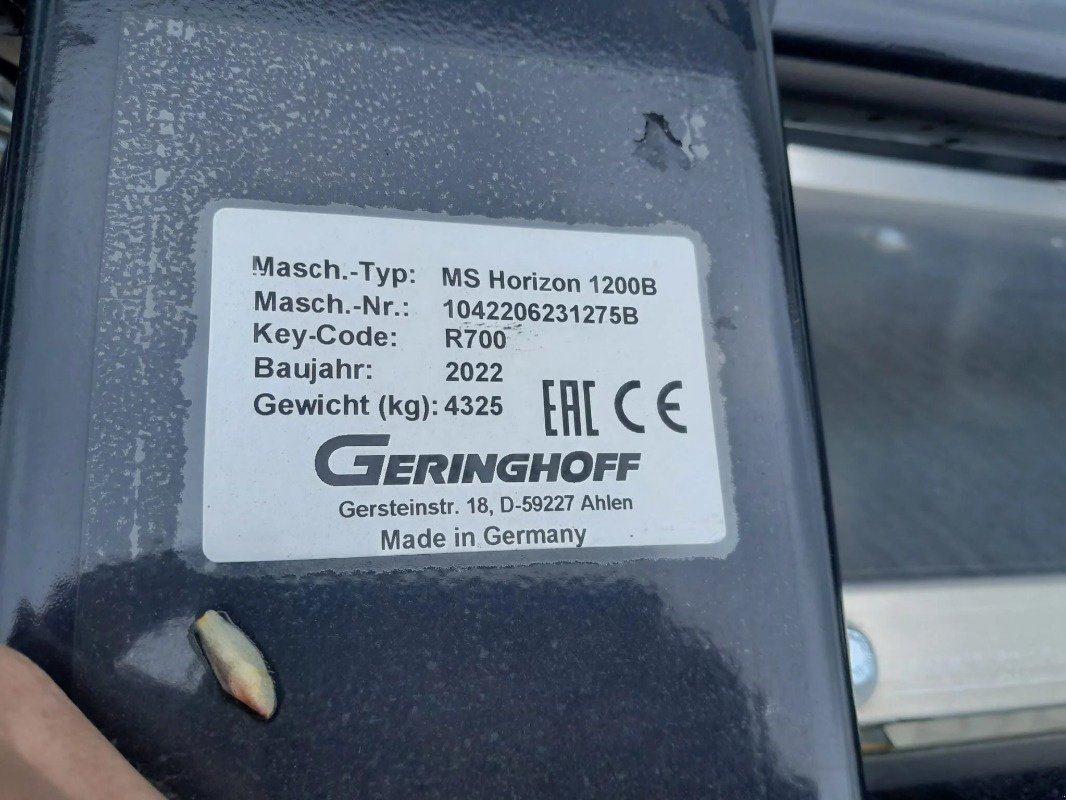 Masch.-Typ: MS Horizon 1200B
Masch.-Nr.: 1042206231275B
Key-Code: R700
Baujahr: 2022
Gewicht (kg): 4325 EAC CE
GERINGHOFF
Gersteinstr. 18, D-59227 Ahlen
Made in Germany